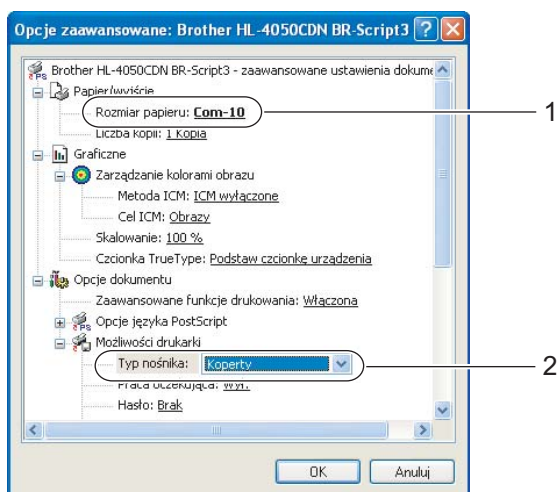 Opcje zaawansowane: Brother HL-4050CDN BR-Script3
Brother HL-4050CDN BR-Script3 - zaawansowane ustawienia dokume
Papier/wyjście
Rozmiar papieru: Com-10
1
Liczba kopii: 1 Kopia
Graficzne
Zarządzanie kolorami obrazu
Metoda ICM: ICM wyłączone
Cel ICM: Obrazy
Skalowanie: 100 %
Czcionka TrueType: Podstaw czcionkę urządzenia
Opcje dokumentu
Zaawansowane funkcje drukowania: Włączona
Opcje języka PostScript
Możliwości drukarki
Typ nośnika: Koperty
2
Praca oczekująca: Wył.
Hasło: Brak
OK Anuluj